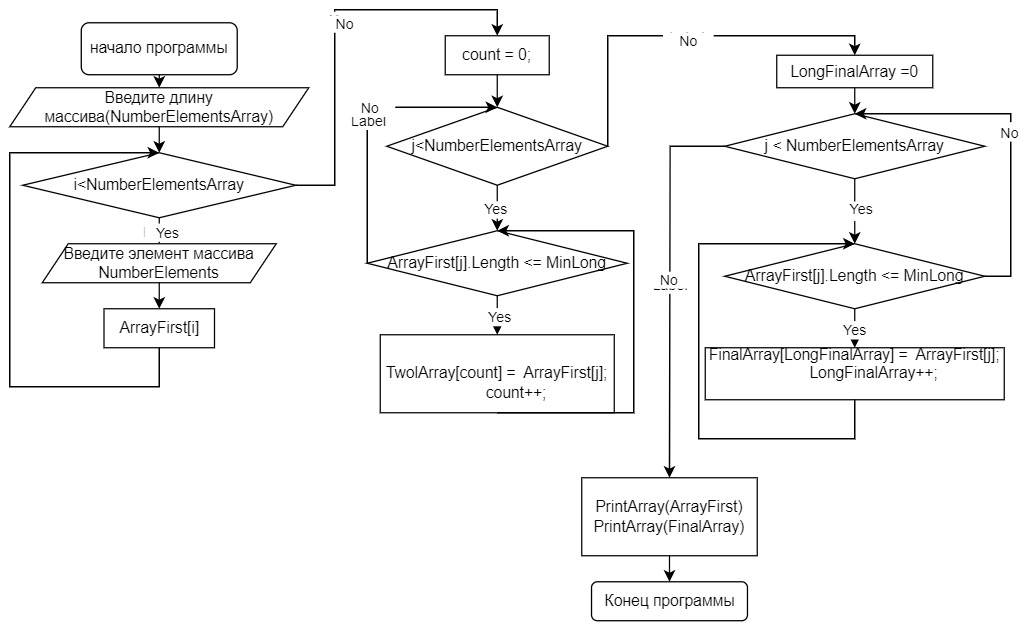 начало программы
Введите длину
массива(NumberElementsArray)
i<NumberElementsArray
Yes
Введите элемент массива
NumberElements
ArrayFirst[i]
No
count = 0;
No
Label
j<NumberElementsArray
Yes
ArrayFirst[j].Length <= MinLong
Yes
TwolArray[count] = ArrayFirst[j];
count++;
No
LongFinalArray =0
No
j < NumberElementsArray
Yes
ArrayFirst[j].Length <= MinLong
Yes
FinalArray[LongFinalArray] = ArrayFirst[j];
LongFinalArray++;
No
PrintArray(ArrayFirst)
PrintArray(FinalArray)
Конец программы